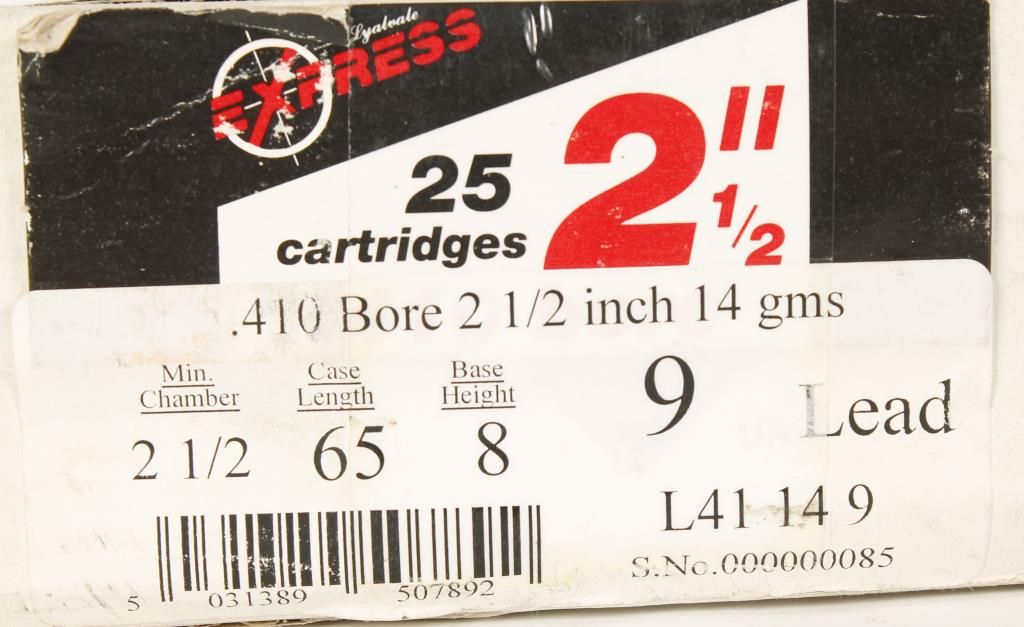 Lyalvale
EXPRESS
25
cartridges
2"
1/2
.410 Bore 2 1/2 inch 14 gms
Min. Chamber
Case Length
Base Height
2 1/2 65 8
9 Lead
L41 14 9
S.No.000000085
5 031389 507892